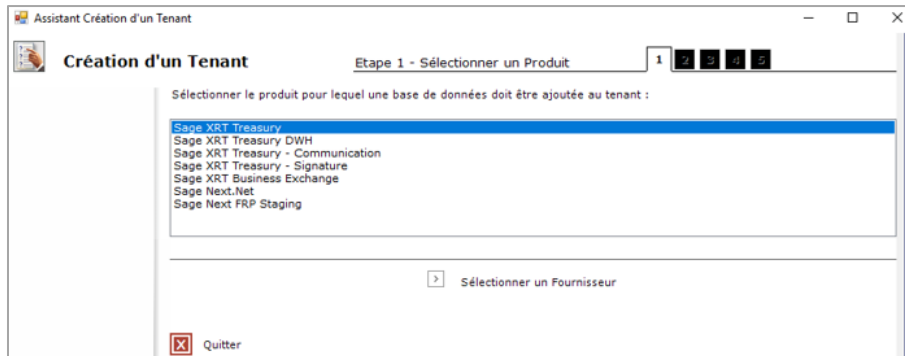 Assistant Création d'un Tenant
Création d'un Tenant
Etape 1 - Sélectionner un Produit
1 2 3 4 5
Sélectionner le produit pour lequel une base de données doit être ajoutée au tenant :
Sage XRT Treasury
Sage XRT Treasury DWH
Sage XRT Treasury - Communication
Sage XRT Treasury - Signature
Sage XRT Business Exchange
Sage Next.Net
Sage Next FRP Staging
Sélectionner un Fournisseur
Quitter